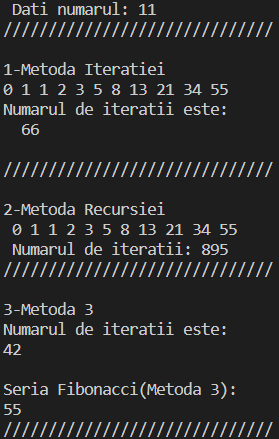 Dati numarul: 11
//////////////////////////////
1-Metoda Iteratiei
0 1 1 2 3 5 8 13 21 34 55
Numarul de iteratii este:
66
//////////////////////////////
2-Metoda Recursiei
0 1 1 2 3 5 8 13 21 34 55
Numarul de iteratii: 895
//////////////////////////////
3-Metoda 3
Numarul de iteratii este:
42
Seria Fibonacci(Metoda 3):
55
//////////////////////////////